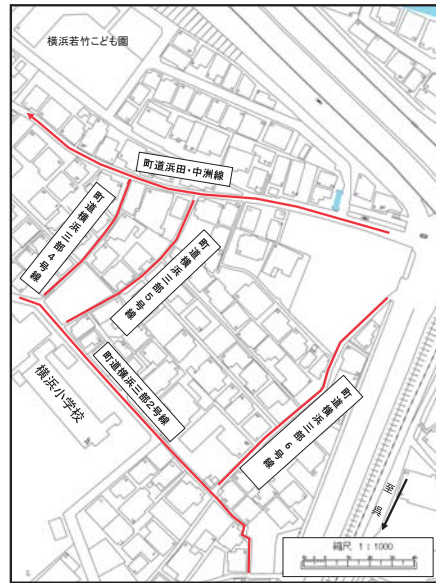 横浜若竹こども園
町道浜田・中洲線
町道横浜三部4号線
町道横浜三部5号線
町道横浜三部2号線
横浜小学校
町道横浜三部6号線
至呉
縮尺 1:1000